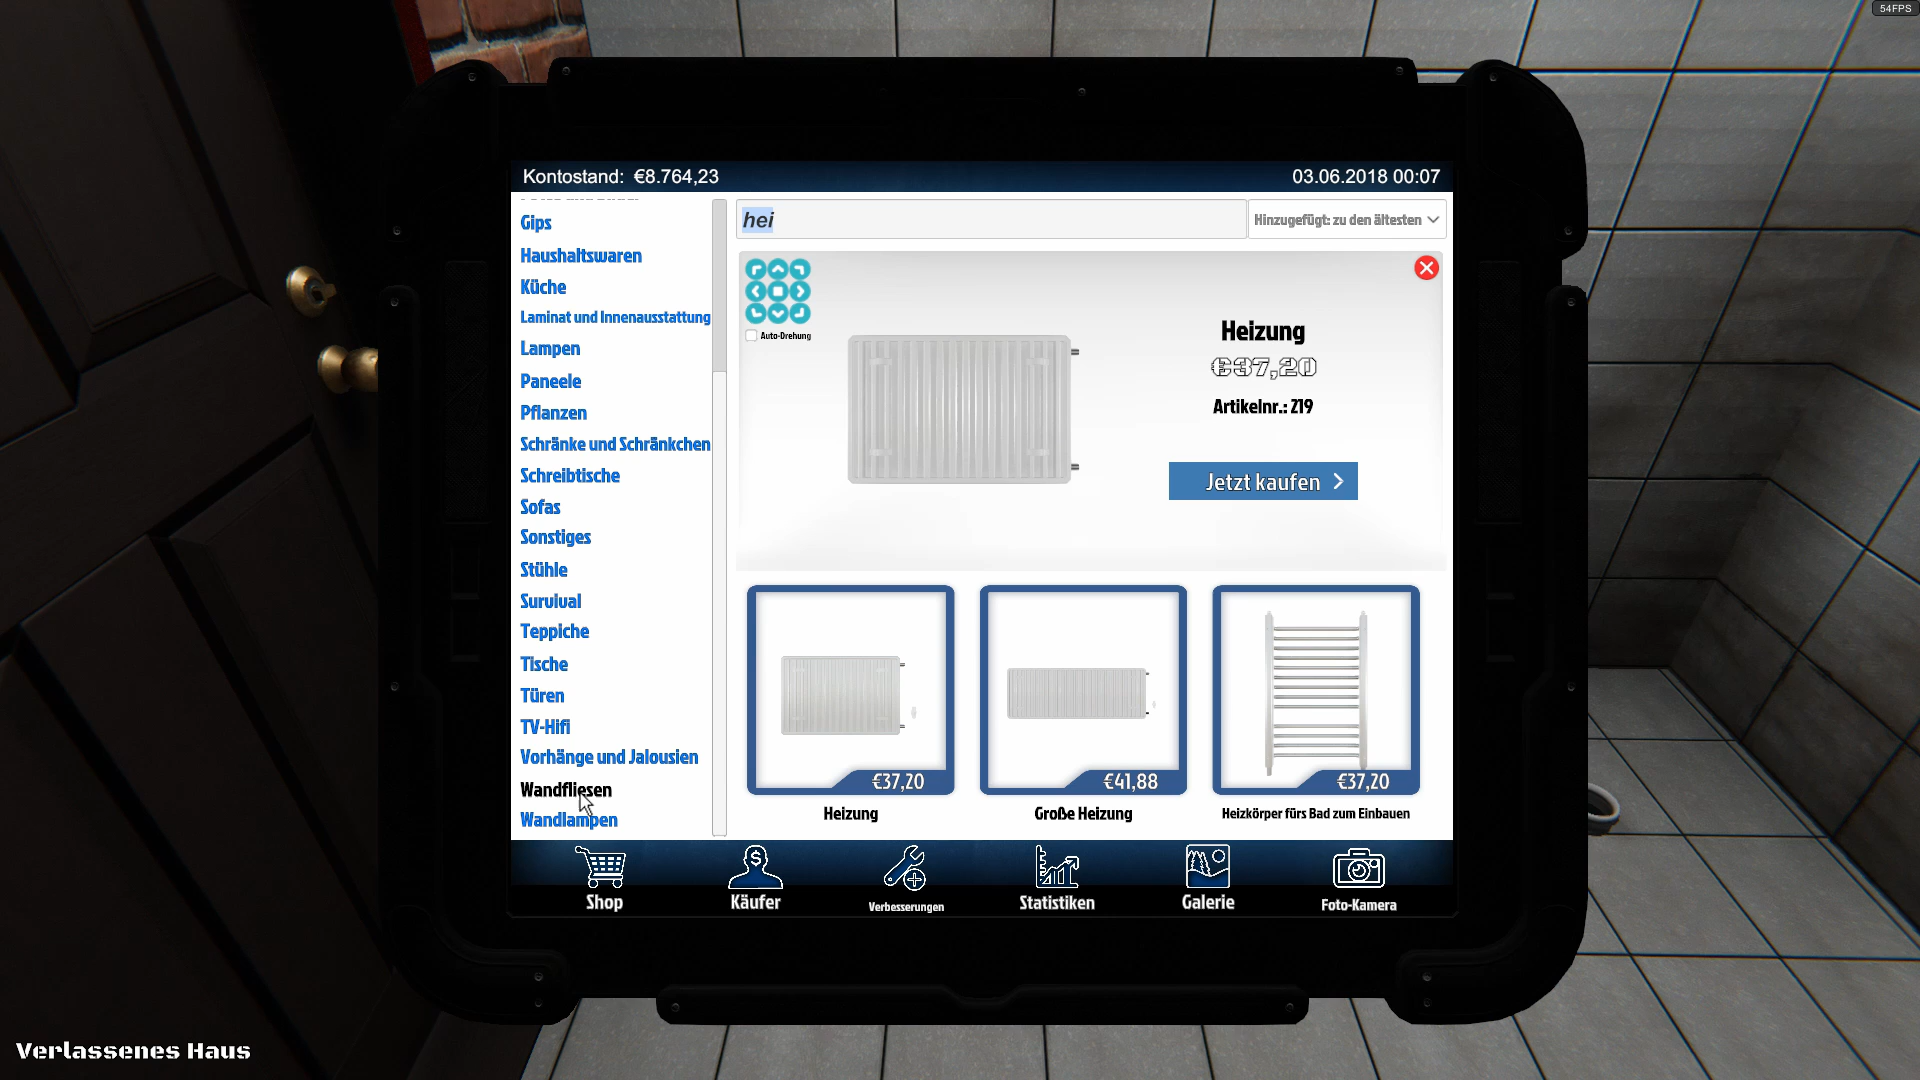 54FPS
Kontostand: €8.764,23
03.06.2018 00:07
Gips
Haushaltswaren
Küche
Laminat und Innenausstattung
Lampen
Paneele
Pflanzen
Schränke und Schränkchen
Schreibtische
Sofas
Sonstiges
Stühle
Survival
Teppiche
Tische
Türen
TV-Hifi
Vorhänge und Jalousien
Wandfliesen
Wandlampen
hei
Hinzugefügt: zu den ältesten
Auto-Drehung
Heizung
€37,20
Artikelnr.: 219
Jetzt kaufen
€37,20
€41,88
€37,20
Heizung
Große Heizung
Heizkörper fürs Bad zum Einbauen
Shop
Käufer
Verbesserungen
Statistiken
Galerie
Foto-Kamera
Verlassenes Haus